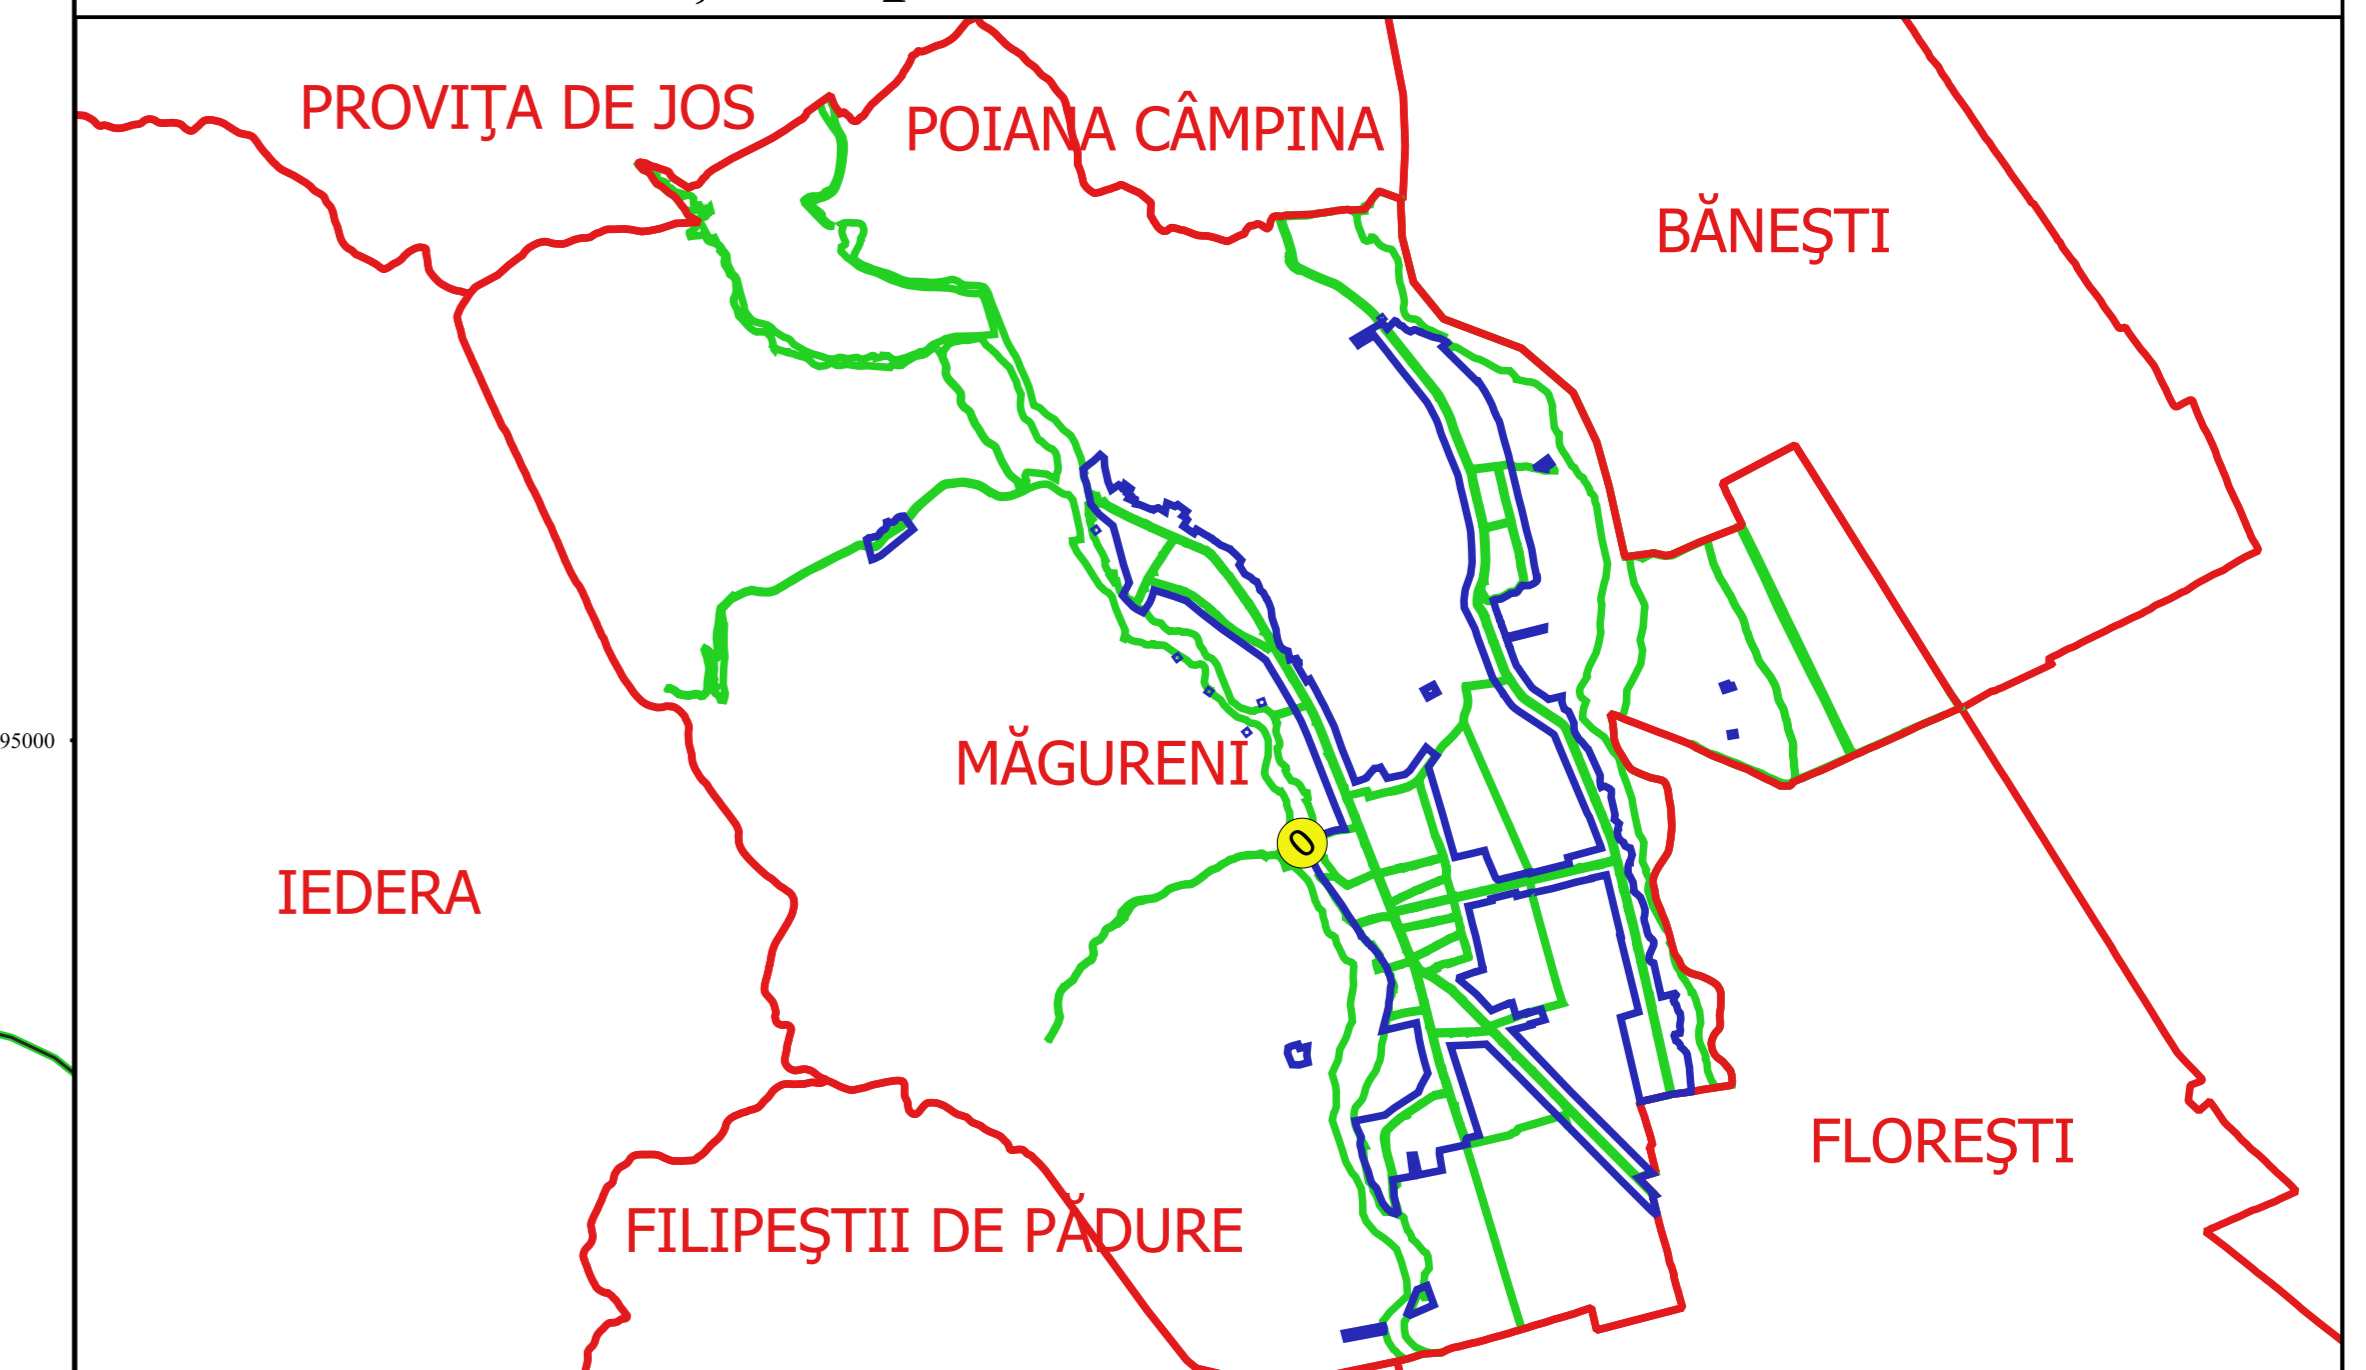 PROVIŢA DE JOS
POIANA CÂMPINA
BĂNEŞTI
95000
MĂGURENI
0
IEDERA
FLOREŞTI
FILIPEŞTII DE PĂDURE